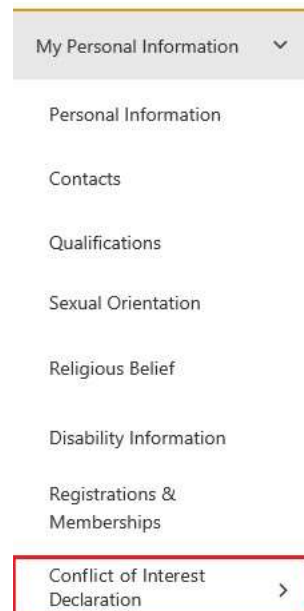 My Personal Information
Personal Information
Contacts
Qualifications
Sexual Orientation
Religious Belief
Disability Information
Registrations &
Memberships
Conflict of Interest
Declaration